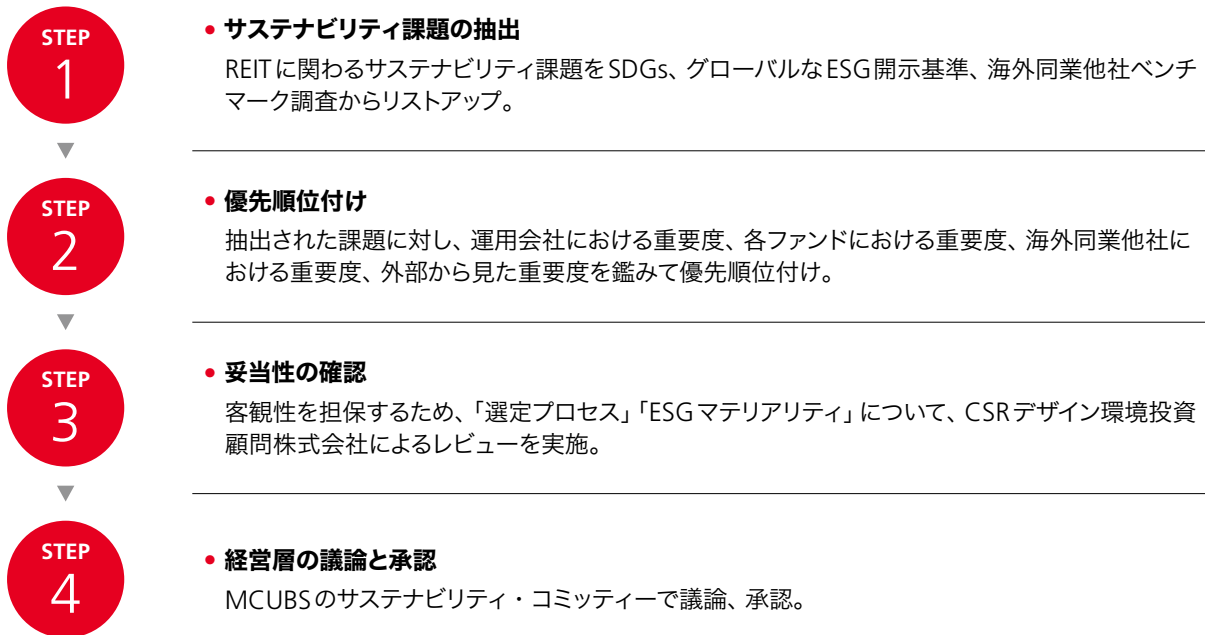 STEP
1
• サステナビリティ課題の抽出
REITに関わるサステナビリティ課題をSDGs、グローバルなESG開示基準、海外同業他社ベンチ
マーク調査からリストアップ。
STEP
2
• 優先順位付け
抽出された課題に対し、運用会社における重要度、各ファンドにおける重要度、海外同業他社に
おける重要度、外部から見た重要度を鑑みて優先順位付け。
STEP
3
• 妥当性の確認
客観性を担保するため、「選定プロセス」「ESGマテリアリティ」について、CSRデザイン環境投資
顧問株式会社によるレビューを実施。
STEP
4
• 経営層の議論と承認
MCUBSのサステナビリティ・コミッティーで議論、承認。